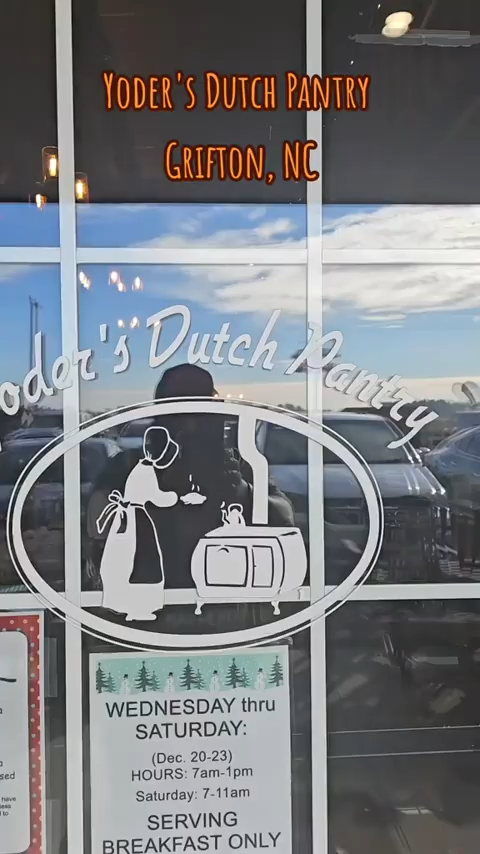 Yoder's Dutch Pantry
Grifton, NC
oder's Dutch Pantry
WEDNESDAY thru
SATURDAY:
(Dec. 20-23)
HOURS: 7am-1pm
Saturday: 7-11am
SERVING
BREAKFAST ONLY